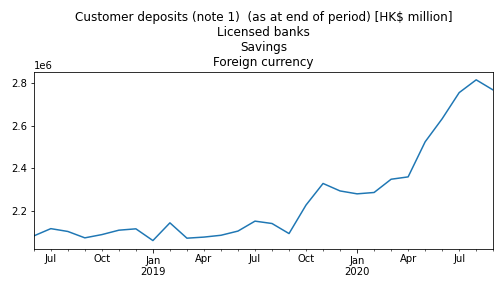 Customer deposits (note 1)  (as at end of period) [HK$ million]
Licensed banks
Savings
Foreign currency
1e6
2.8
2.6
2.4
2.2
Jul Oct Jan Apr Jul Oct Jan Apr Jul
2019 2020